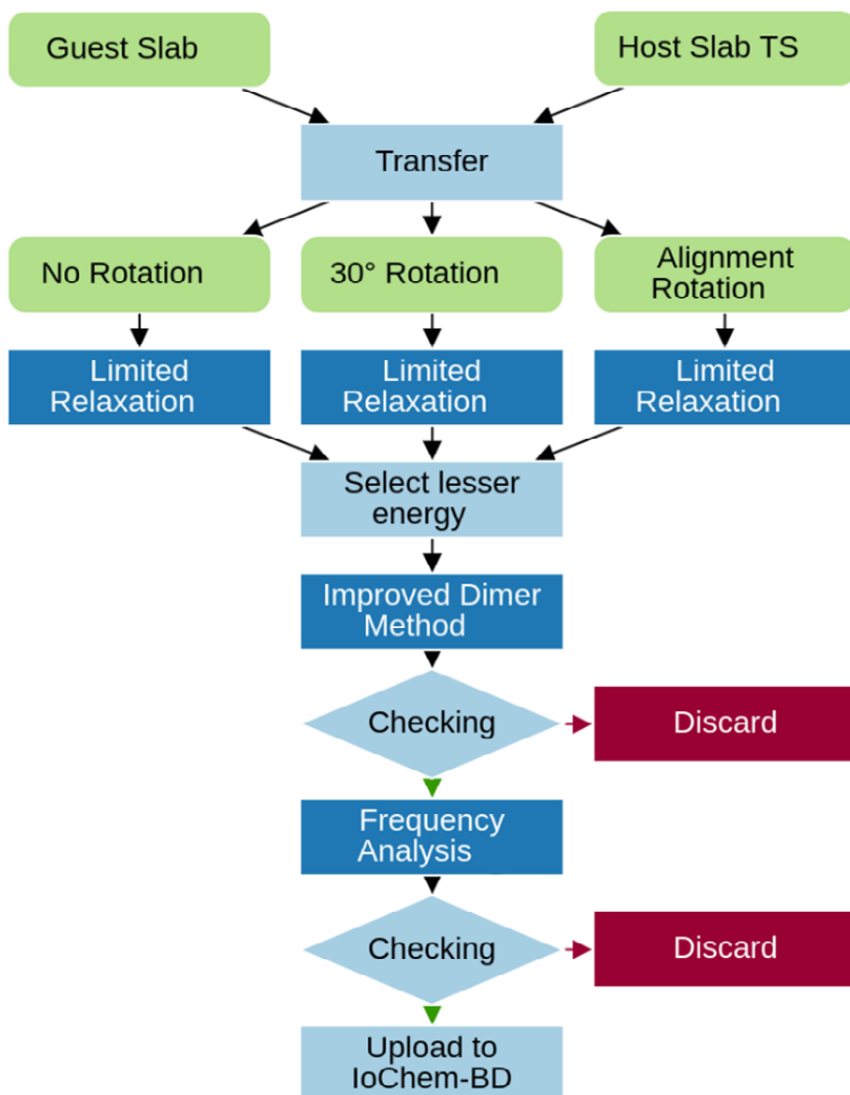 Guest Slab
Host Slab TS
Transfer
No Rotation
30° Rotation
Alignment
Rotation
Limited
Relaxation
Limited
Relaxation
Limited
Relaxation
Select lesser
energy
Improved Dimer
Method
Checking
Discard
Frequency
Analysis
Checking
Discard
Upload to
IoChem-BD